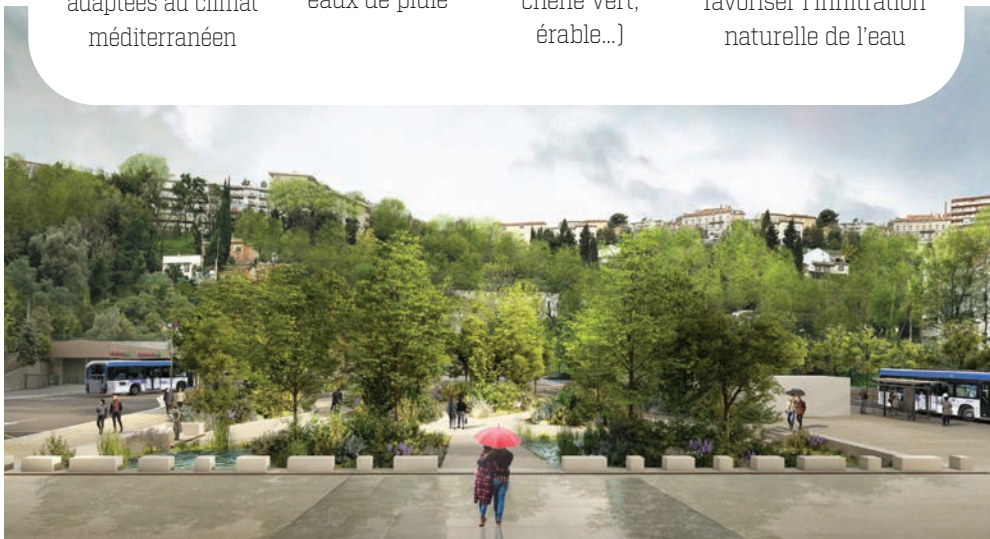 adaptées au climat
méditerranéen
eaux de pluie
chêne vert,
érable...)
favoriser l'infiltration
naturelle de l'eau